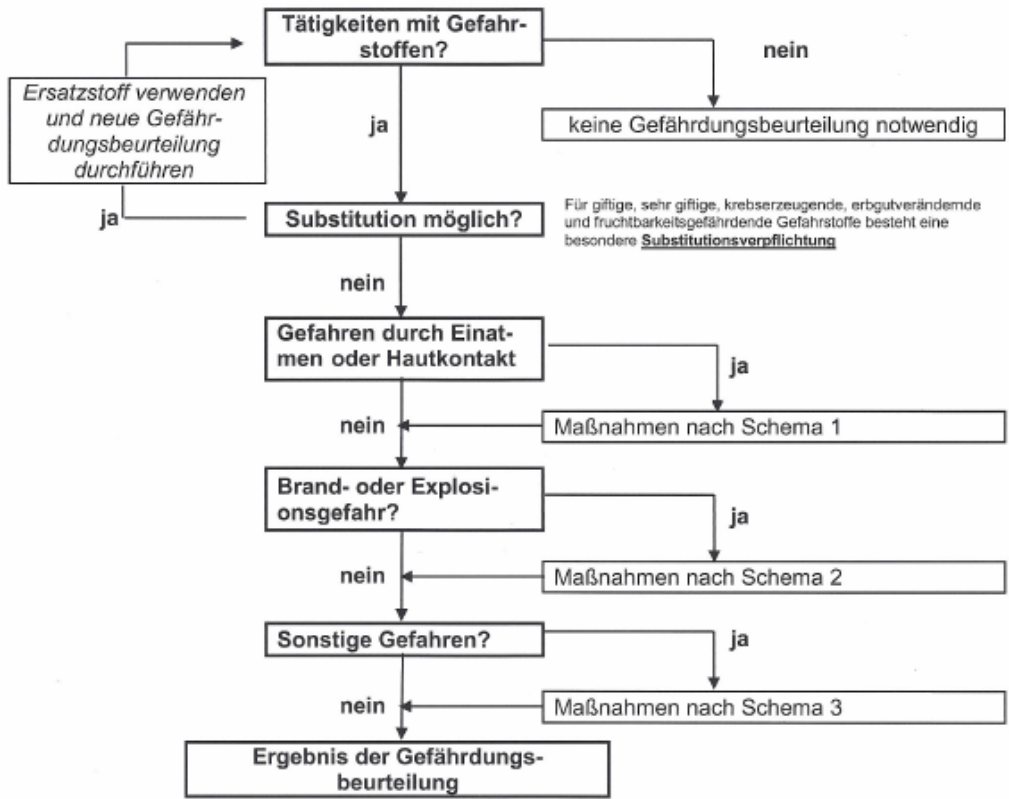 Tätigkeiten mit Gefahr-
stoffen?
nein
Ersatzstoff verwenden
und neue Gefähr-
dungsbeurteilung
durchführen
ja
keine Gefährdungsbeurteilung notwendig
ja
Substitution möglich?
Für giftige, sehr giftige, krebserzeugende, erbgutverändernde
und fruchtbarkeitsgefährdende Gefahrstoffe besteht eine
besondere Substitutionsverpflichtung
nein
Gefahren durch Einat-
men oder Hautkontakt
ja
nein
Maßnahmen nach Schema 1
Brand- oder Explosi-
onsgefahr?
ja
nein
Maßnahmen nach Schema 2
Sonstige Gefahren?
ja
nein
Maßnahmen nach Schema 3
Ergebnis der Gefährdungs-
beurteilung